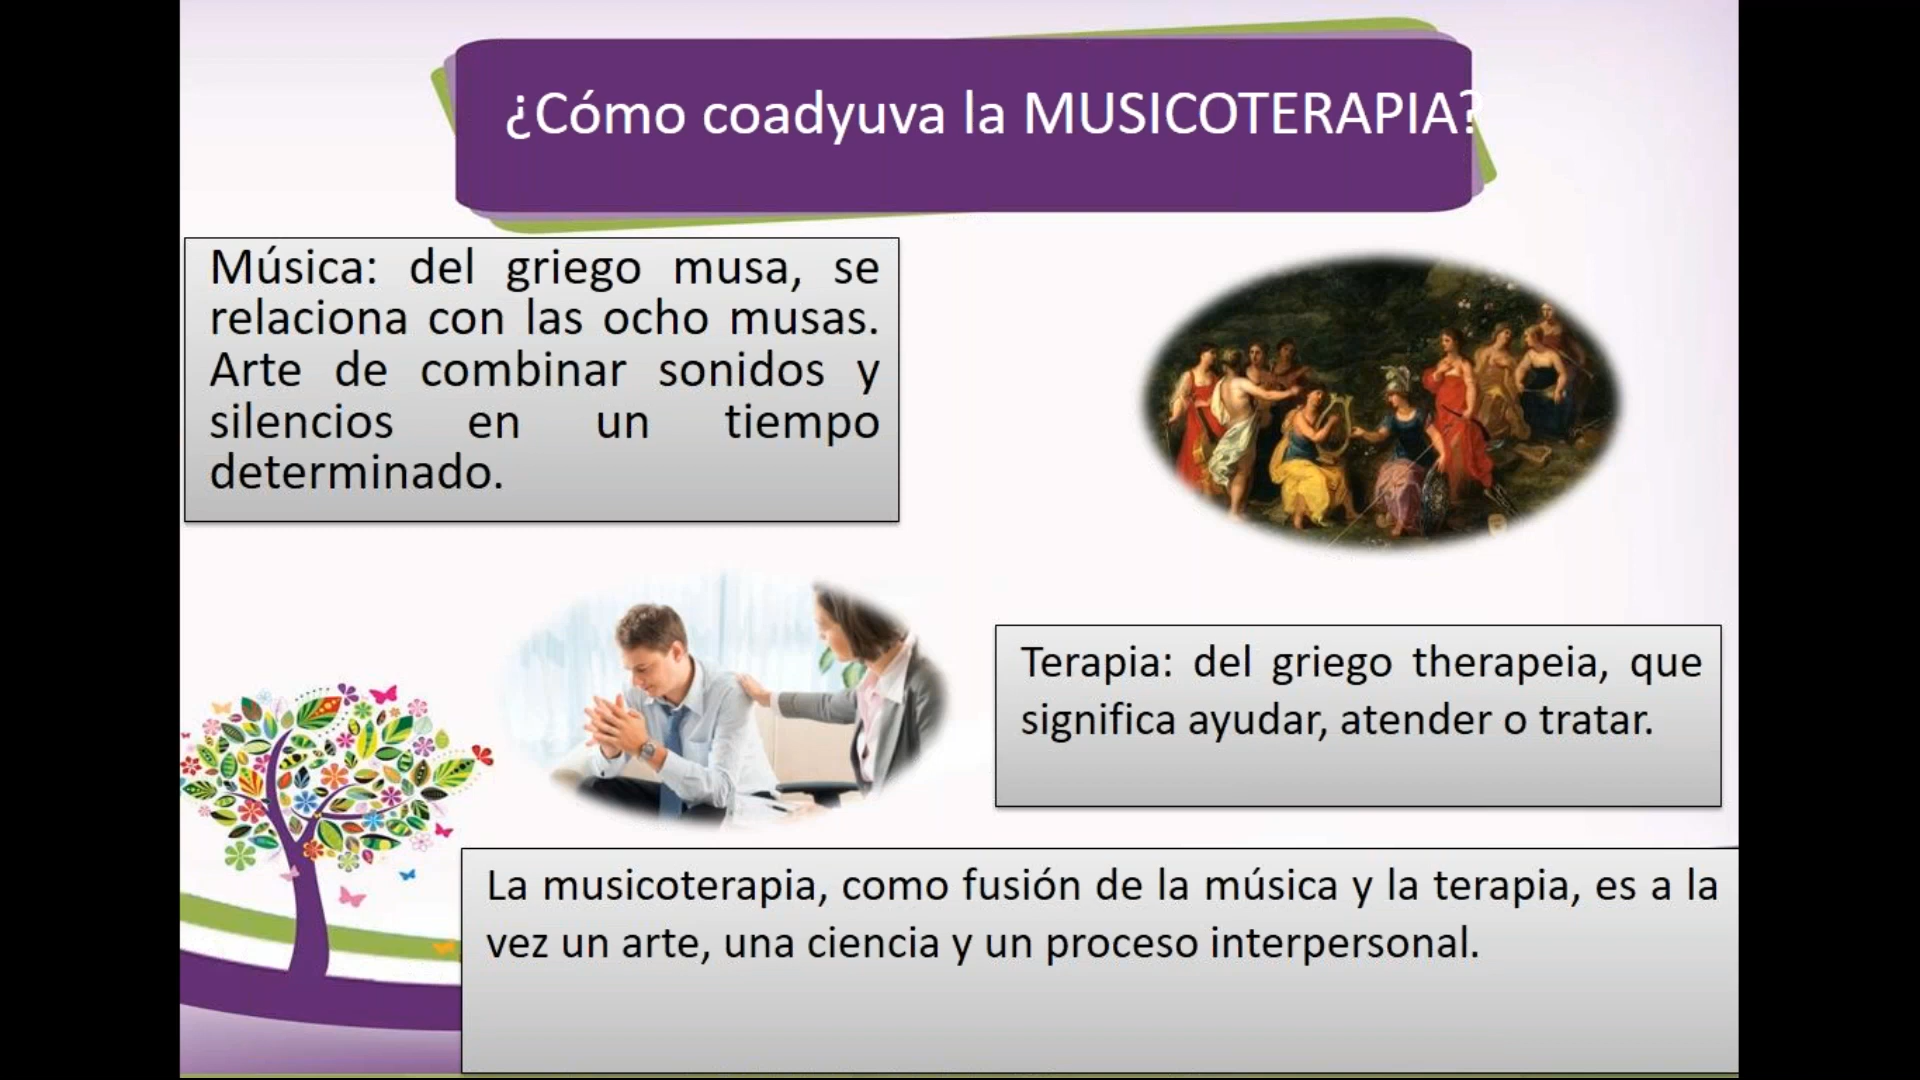 ¿Cómo coadyuva la MUSICOTERAPIA?
Música: del griego musa, se
relaciona con las ocho musas.
Arte de combinar sonidos y
silencios en un tiempo
determinado.
Terapia: del griego therapeia, que
significa ayudar, atender o tratar.
La musicoterapia, como fusión de la música y la terapia, es a la
vez un arte, una ciencia y un proceso interpersonal.